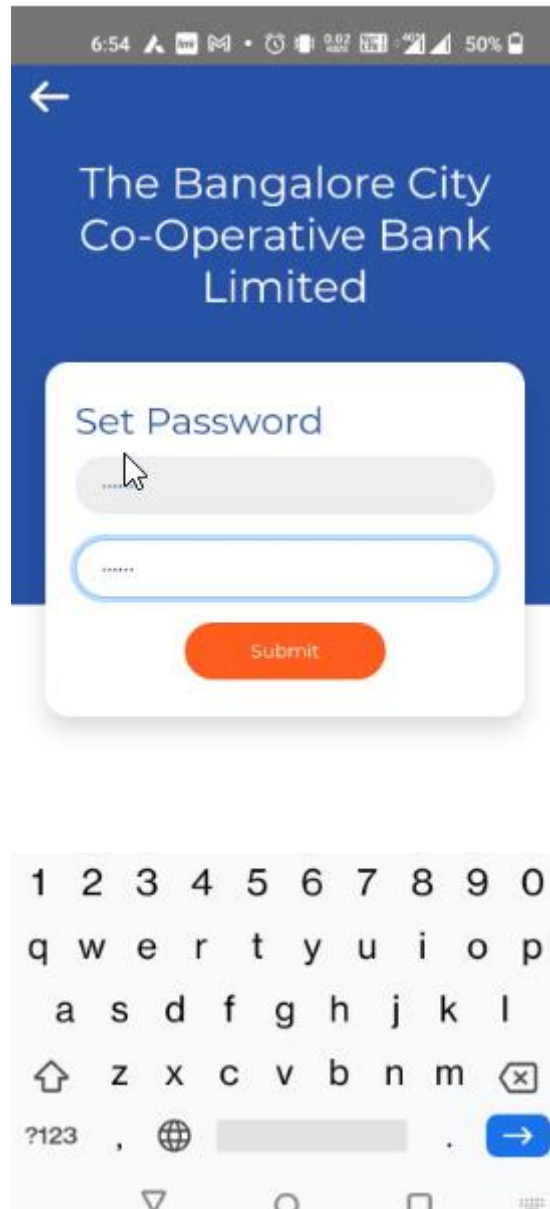 6:54 50%
The Bangalore City
Co-Operative Bank
Limited
Set Password
......
Submit
1 2 3 4 5 6 7 8 9 0
q w e r t y u i o p
a s d f g h j k l
z x c v b n m
?123 , .